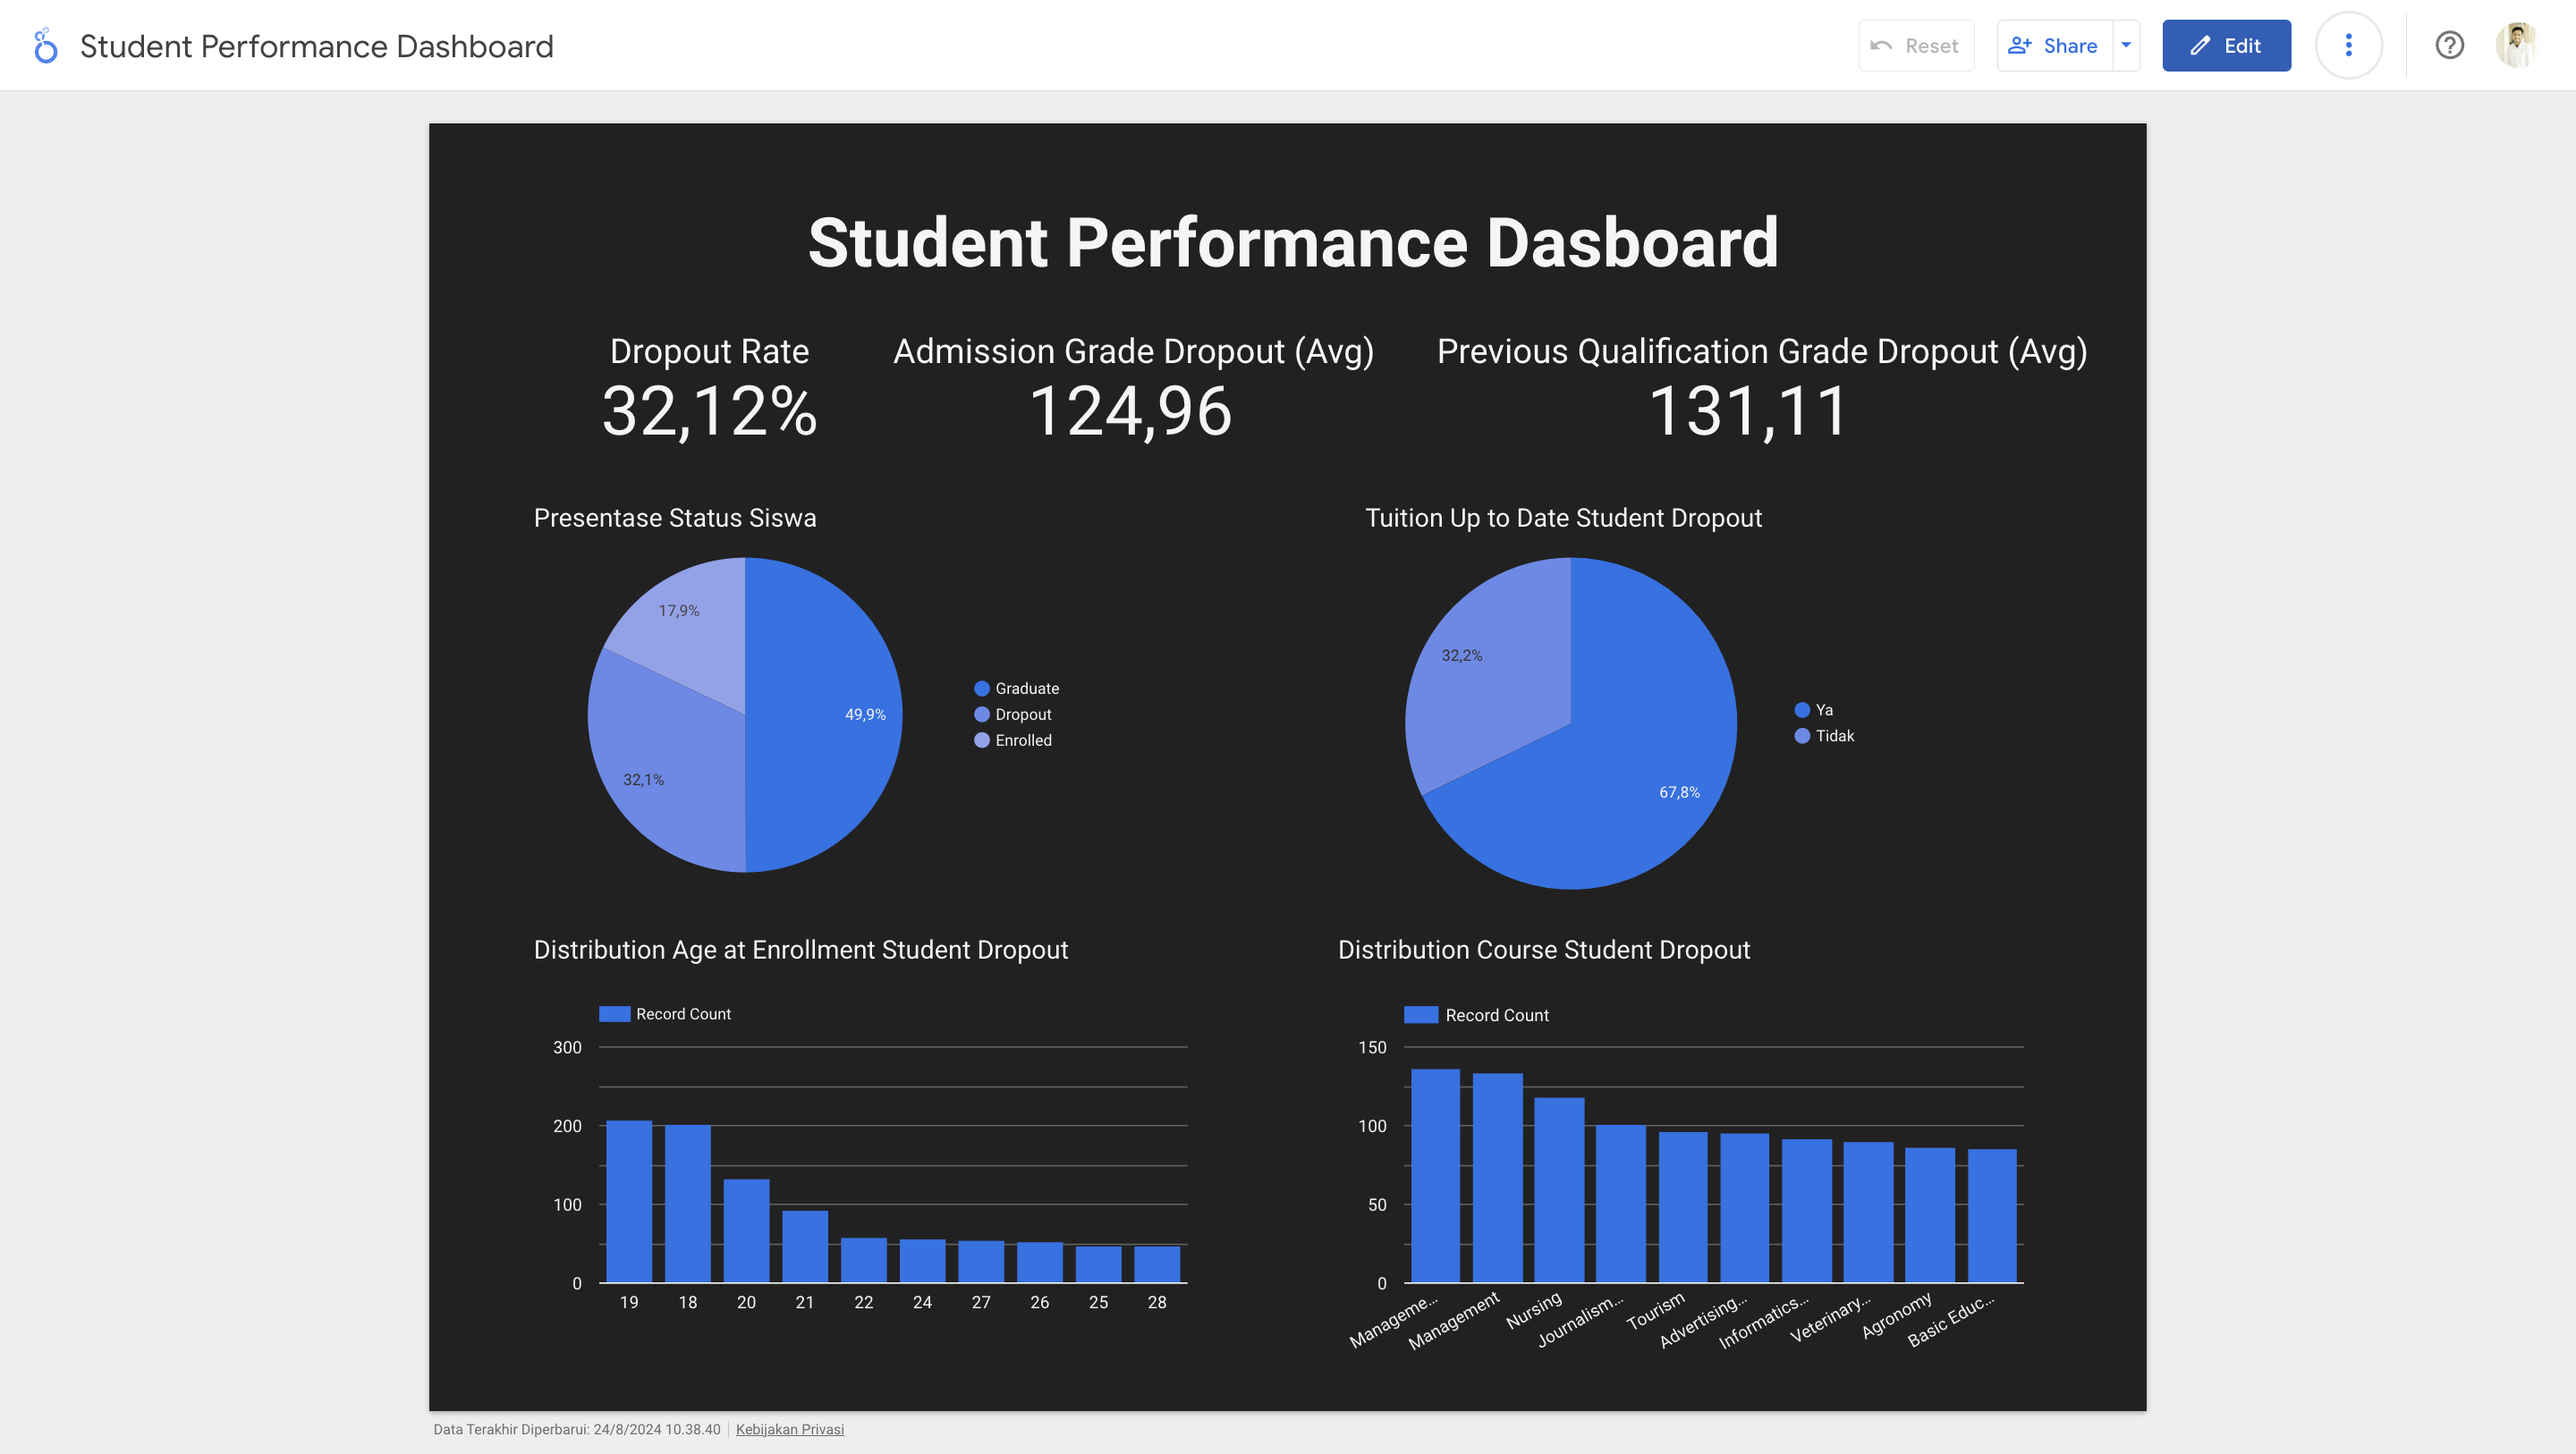 Student Performance Dashboard
Reset
Share
Edit
Student Performance Dasboard
Dropout Rate
32,12%
Admission Grade Dropout (Avg)
124,96
Previous Qualification Grade Dropout (Avg)
131,11
Presentase Status Siswa
17,9%
49,9%
32,1%
Graduate
Dropout
Enrolled
Tuition Up to Date Student Dropout
32,2%
67,8%
Ya
Tidak
Distribution Age at Enrollment Student Dropout
Record Count
300
200
100
0
19 18 20 21 22 24 27 26 25 28
Distribution Course Student Dropout
Record Count
150
100
50
0
Manageme...
Management
Nursing
Journalism...
Tourism
Advertising...
Informatics...
Veterinary...
Agronomy
Basic Educ...
Data Terakhir Diperbarui: 24/8/2024 10.38.40
Kebijakan Privasi